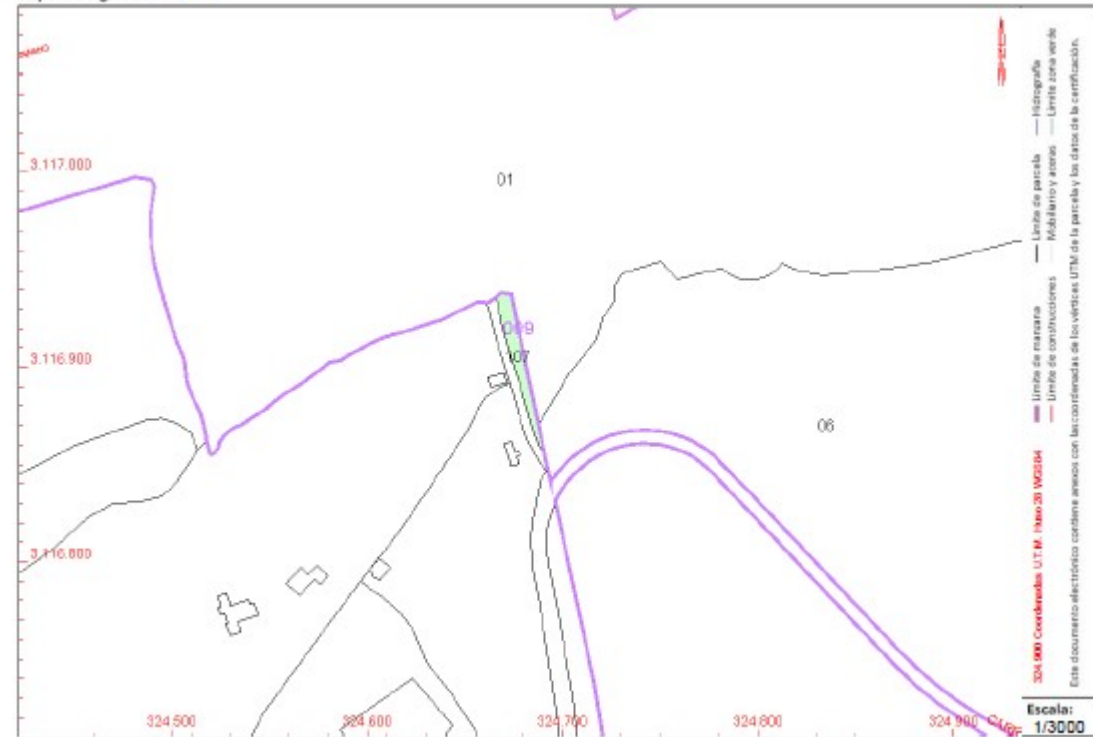 3.117.000
01
009
07
3.116.900
06
3.116.800
324.500
324.600
324.700
324.800
324.900
Límite de manzana
Límite de parcela
Hidrografía
Límite de construcciones
Mobiliario y aceras
Límite zona verde
324.900 Coordenadas U.T.M. Huso 28 WGS84
Este documento electrónico contiene anexos con las coordenadas de los vértices UTM de la parcela y los datos de la certificación.
Escala:
1/3000